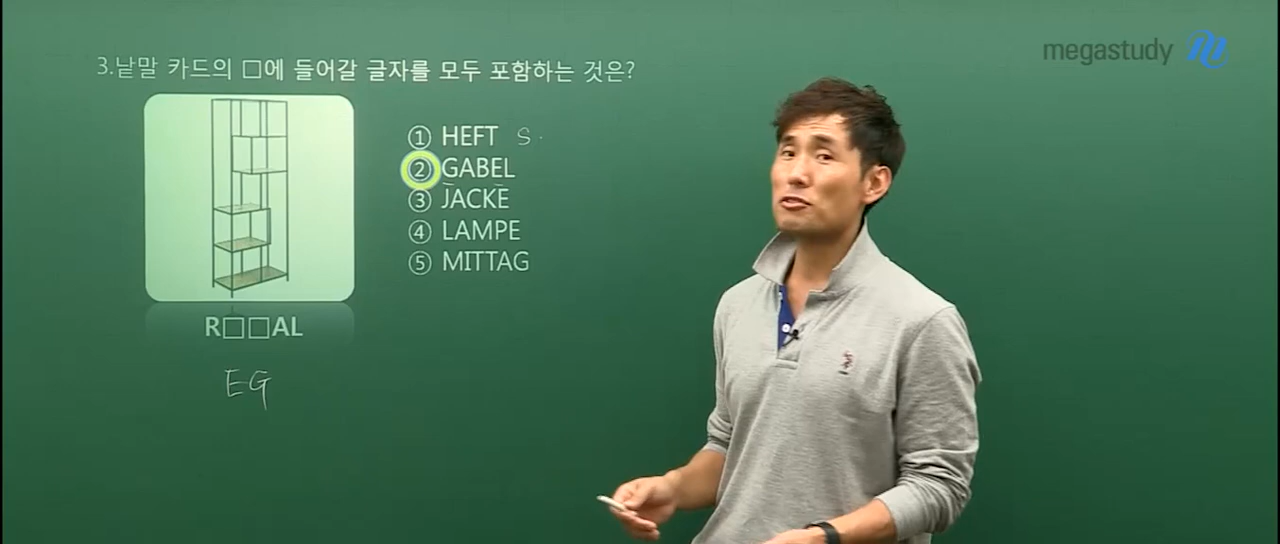 megastudy
3.낱말 카드의 □에 들어갈 글자를 모두 포함하는 것은?
① HEFT S.
② GABEL
③ JACKE
④ LAMPE
⑤ MITTAG
R□□AL
EG